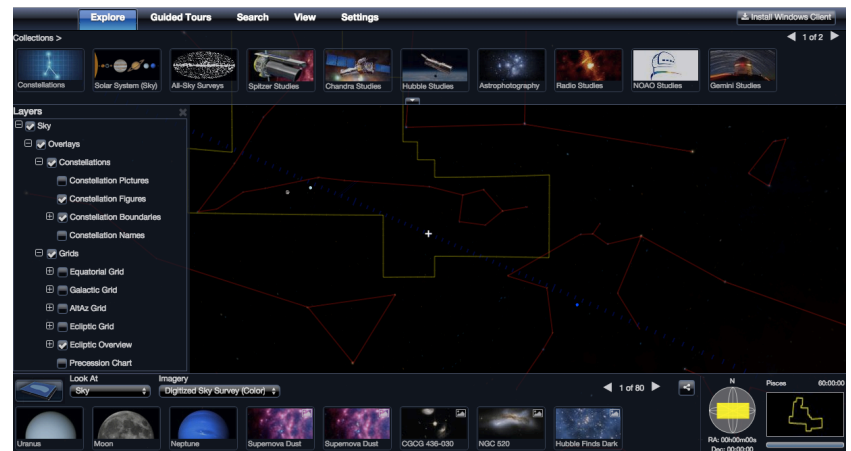 Explore Guided Tours Search View Settings Install Windows Client
Collections > 1 of 2
Constellations Solar System (Sky) All-Sky Surveys Spitzer Studies Chandra Studies Hubble Studies Astrophotography Radio Studies NOAO Studies Gemini Studies
Layers
Sky
Overlays
Constellations
Constellation Pictures
Constellation Figures
Constellation Boundaries
Constellation Names
Grids
Equatorial Grid
Galactic Grid
AltAz Grid
Ecliptic Grid
Ecliptic Overview
Precession Chart
Look At Imagery
Sky Digitized Sky Survey (Color) 1 of 80
Uranus Moon Neptune Supernova Dust Supernova Dust CGCG 436-030 NGC 520 Hubble Finds Dark
N Pisces 60:00:00
RA: 00h00m00s
Dec: 00:00:00